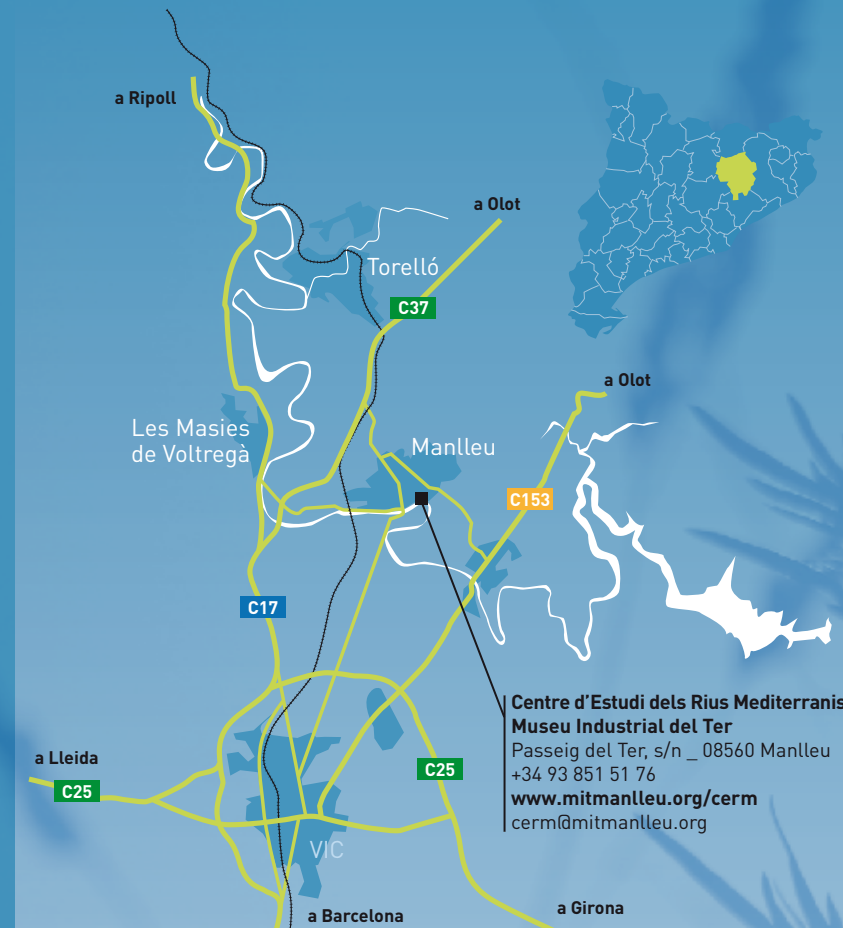 a Ripoll
a Olot
Torelló
C37
a Olot
Les Masies
de Voltregà
Manlleu
C153
C17
Centre d'Estudi dels Rius Mediterranis
Museu Industrial del Ter
Passeig del Ter, s/n _ 08560 Manlleu
+34 93 851 51 76
www.mitmanlleu.org/cerm
cerm@mitmanlleu.org
a Lleida
C25
C25
VIC
a Barcelona
a Girona